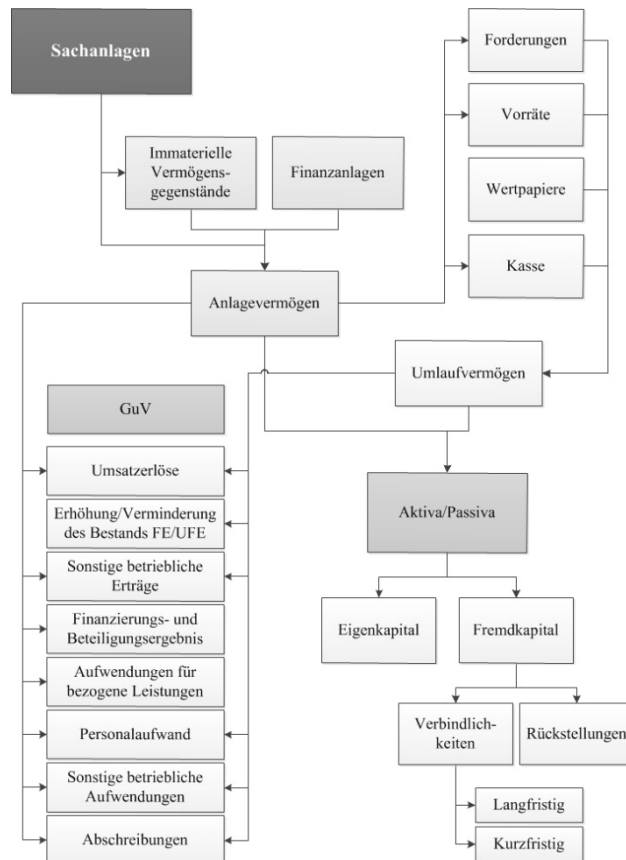 Sachanlagen
Forderungen
Vorräte
Immaterielle
Vermögens-
gegenstände
Finanzanlagen
Wertpapiere
Kasse
Anlagevermögen
Umlaufvermögen
GuV
Umsatzerlöse
Erhöhung/Verminderung
des Bestands FE/UFE
Sonstige betriebliche
Erträge
Finanzierungs- und
Beteiligungsergebnis
Aufwendungen für
bezogene Leistungen
Personalaufwand
Sonstige betriebliche
Aufwendungen
Abschreibungen
Aktiva/Passiva
Eigenkapital
Fremdkapital
Verbindlich-
keiten
Rückstellungen
Langfristig
Kurzfristig